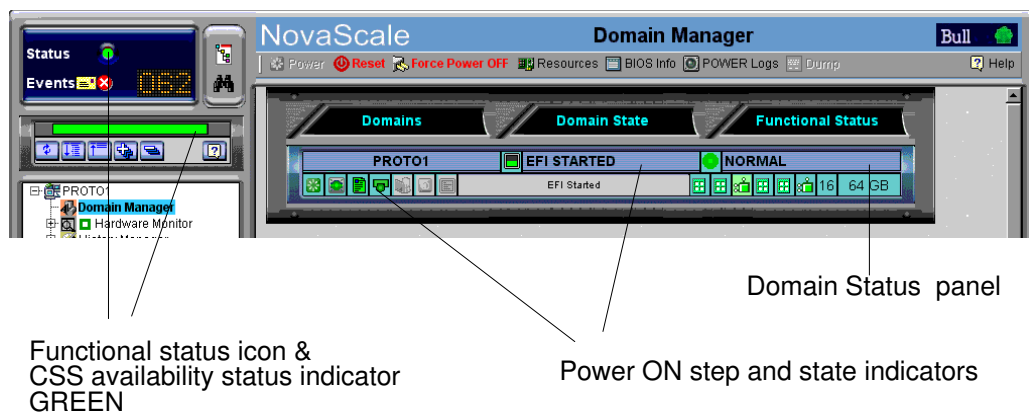 Status
Events
062
NovaScale
Domain Manager
Bull
Power Reset Force Power OFF Resources BIOS Info POWER Logs Dump
Help
Domains
Domain State
Functional Status
PROTO1
EFI STARTED
NORMAL
EFI Started
16
64 GB
PROTO1
Domain Manager
Hardware Monitor
History Manager
Domain Status panel
Functional status icon &
CSS availability status indicator
GREEN
Power ON step and state indicators